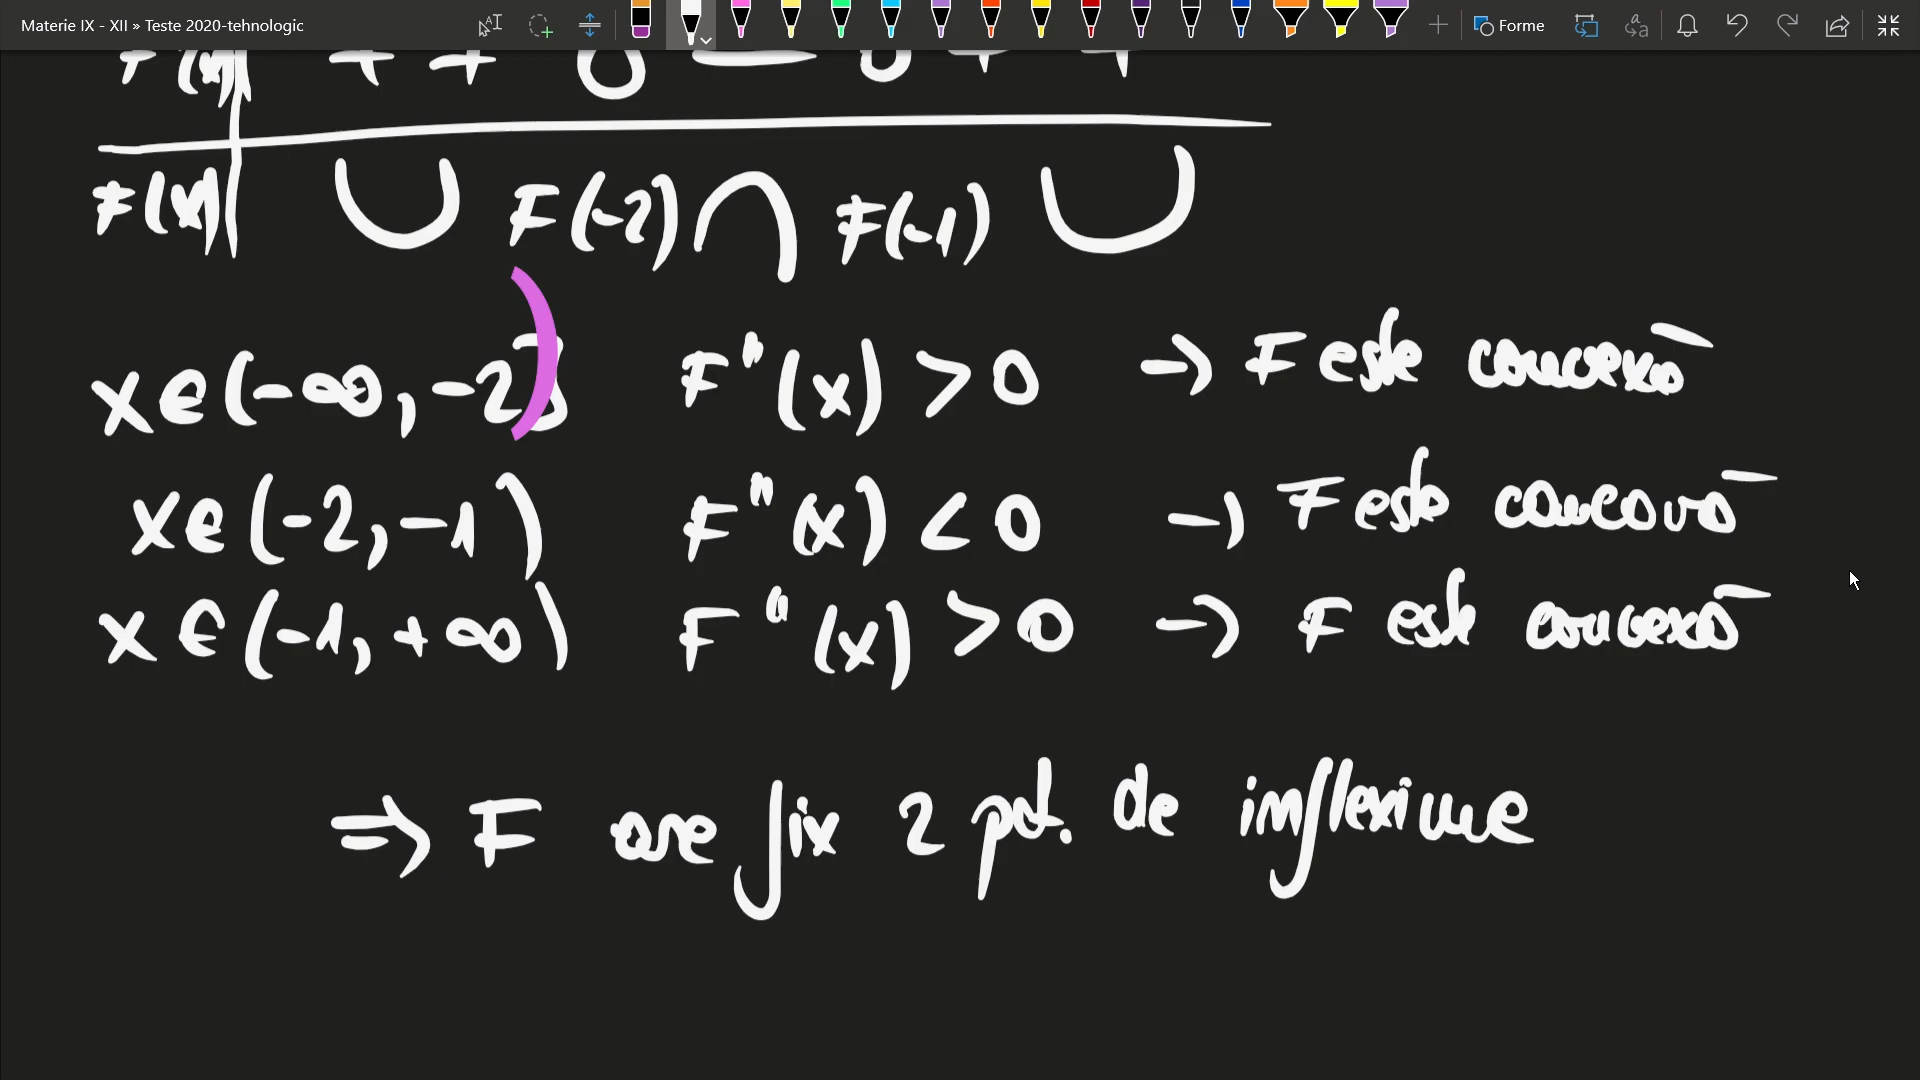 Materie IX - XII » Teste 2020-tehnologic
Forme
F(x) ∪ F(-2) ∩ F(-1) ∪
x∈(-∞, -2) F"(x) > 0 → F este convexă
x∈(-2, -1) F"(x) < 0 → F este concavă
x∈(-1, +∞) F"(x) > 0 → F este convexă
⇒ F are fix 2 pct. de inflexiune